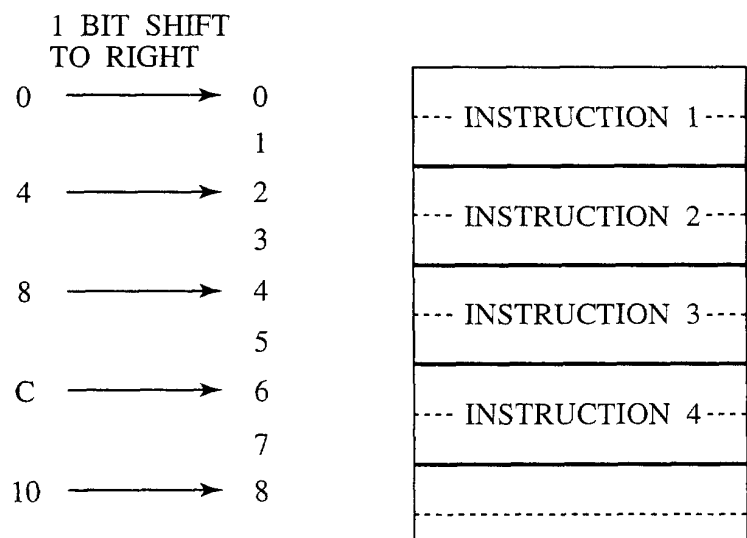 1 BIT SHIFT
TO RIGHT
0 0
1
4 2
3
8 4
5
C 6
7
10 8
INSTRUCTION 1
INSTRUCTION 2
INSTRUCTION 3
INSTRUCTION 4